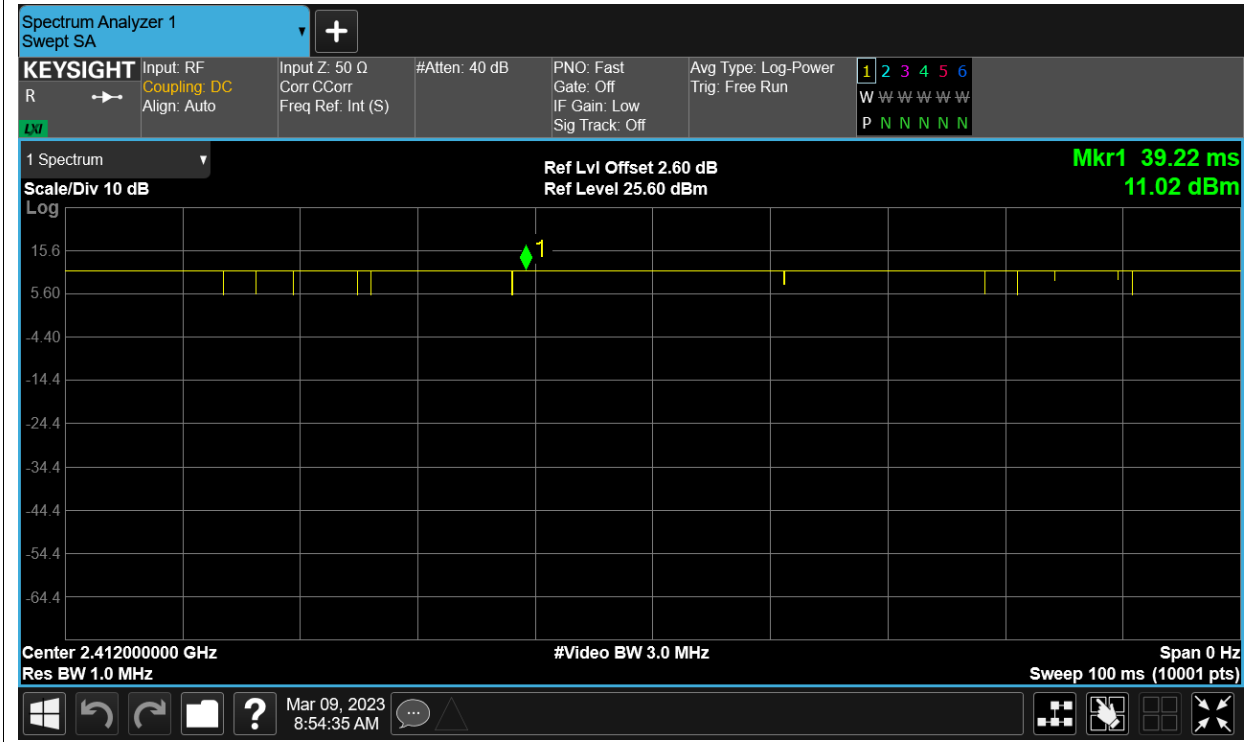 Spectrum Analyzer 1
Swept SA
KEYSIGHT
R
LXI
Input: RF
Coupling: DC
Align: Auto
Input Z: 50 Ω
Corr CCorr
Freq Ref: Int (S)
#Atten: 40 dB
PNO: Fast
Gate: Off
IF Gain: Low
Sig Track: Off
Avg Type: Log-Power
Trig: Free Run
1 2 3 4 5 6
W W W W W W
P N N N N N
1 Spectrum
Scale/Div 10 dB
Log
Ref Lvl Offset 2.60 dB
Ref Level 25.60 dBm
Mkr1 39.22 ms
11.02 dBm
1
15.6
5.60
-4.40
-14.4
-24.4
-34.4
-44.4
-54.4
-64.4
Center 2.412000000 GHz
Res BW 1.0 MHz
#Video BW 3.0 MHz
Span 0 Hz
Sweep 100 ms (10001 pts)
?
Mar 09, 2023
8:54:35 AM